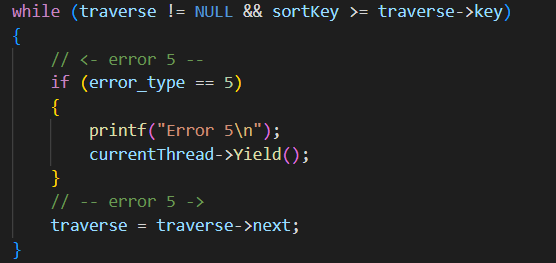 while (traverse != NULL && sortKey >= traverse->key)
{
    // <- error 5 --
    if (error_type == 5)
    {
        printf("Error 5\n");
        currentThread->Yield();
    }
    // -- error 5 ->
    traverse = traverse->next;
}